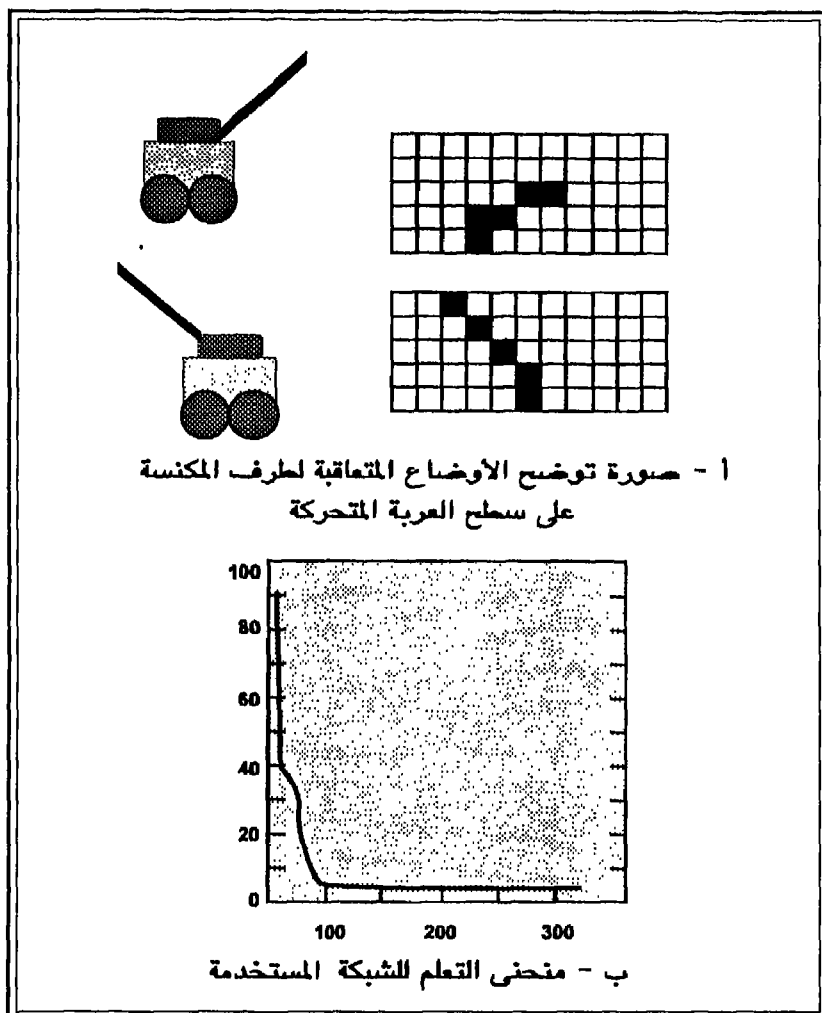 أ - صورة توضح الأوضاع المتعاقبة لطرف المكنسة
على سطح العربة المتحركة
100
80
60
40
20
0
100 200 300
ب - منحنى التعلم للشبكة المستخدمة